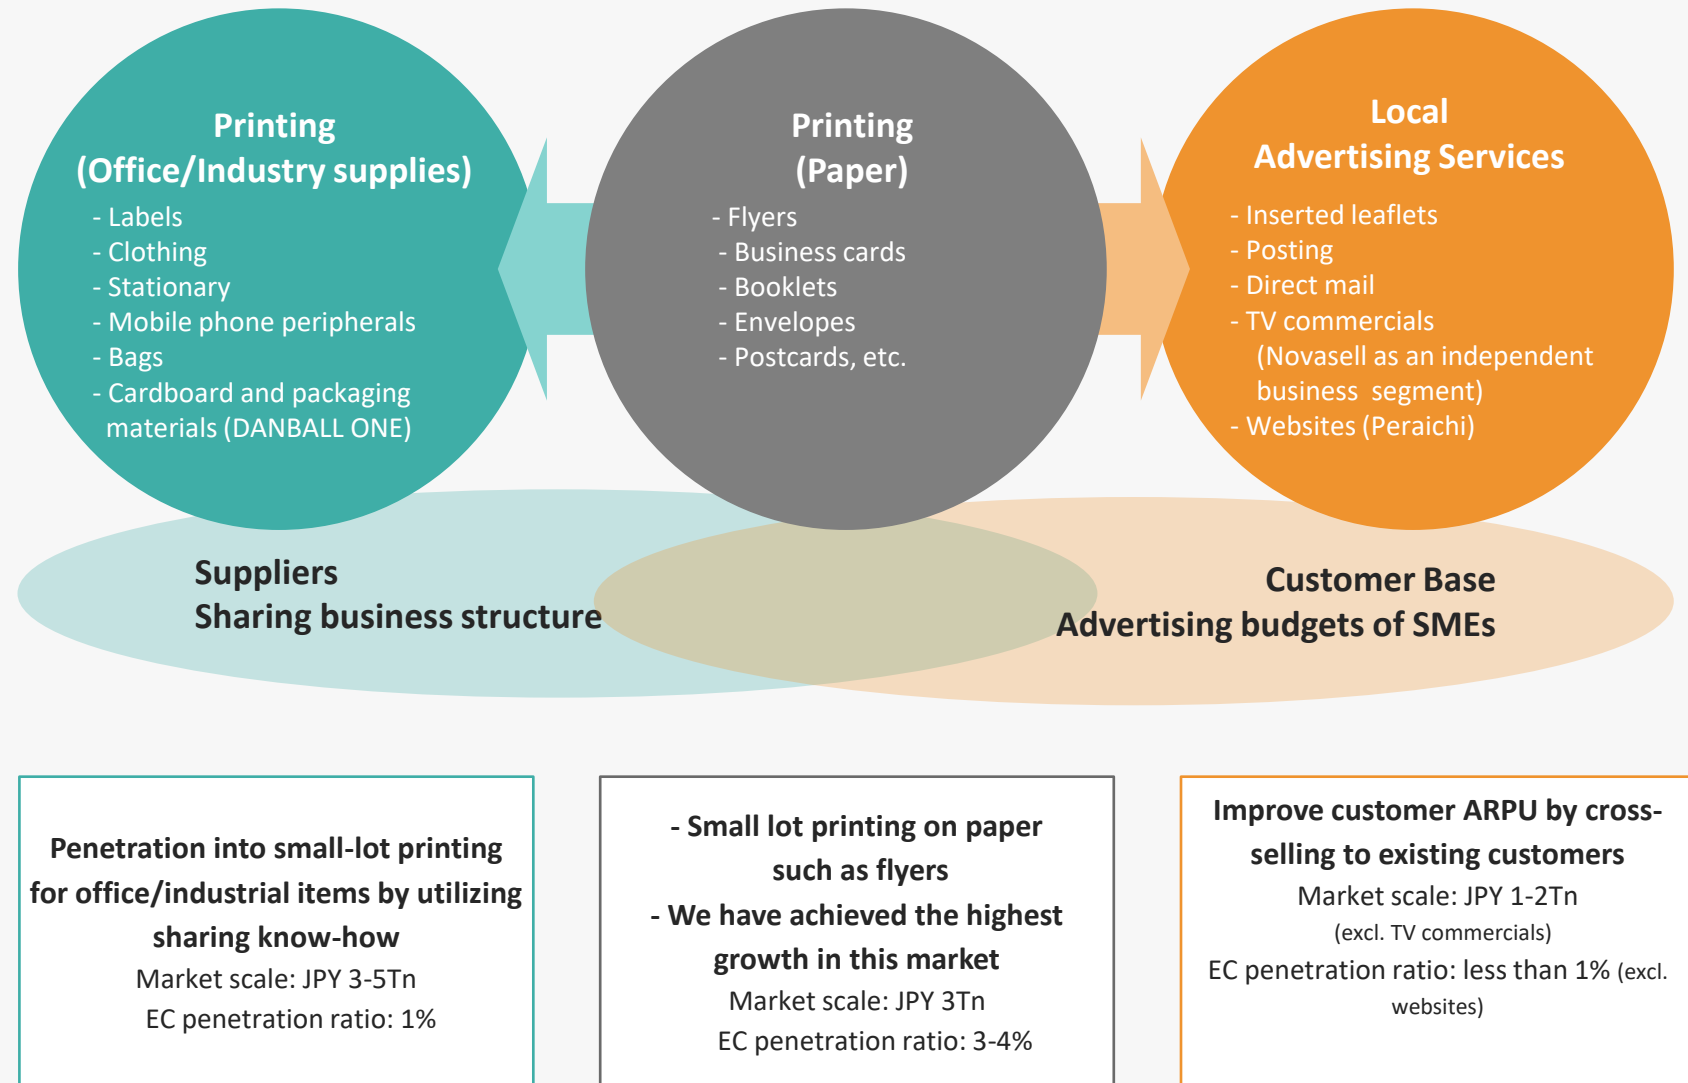 Printing
(Office/Industry supplies)
- Labels
- Clothing
- Stationary
- Mobile phone peripherals
- Bags
- Cardboard and packaging
materials (DANBALL ONE)
Printing
(Paper)
- Flyers
- Business cards
- Booklets
- Envelopes
- Postcards, etc.
Local
Advertising Services
- Inserted leaflets
- Posting
- Direct mail
- TV commercials
(Novasell as an independent
business segment)
- Websites (Peraichi)
Suppliers
Sharing business structure
Customer Base
Advertising budgets of SMEs
Penetration into small-lot printing
for office/industrial items by utilizing
sharing know-how
Market scale: JPY 3-5Tn
EC penetration ratio: 1%
- Small lot printing on paper
such as flyers
- We have achieved the highest
growth in this market
Market scale: JPY 3Tn
EC penetration ratio: 3-4%
Improve customer ARPU by cross-
selling to existing customers
Market scale: JPY 1-2Tn
(excl. TV commercials)
EC penetration ratio: less than 1% (excl.
websites)